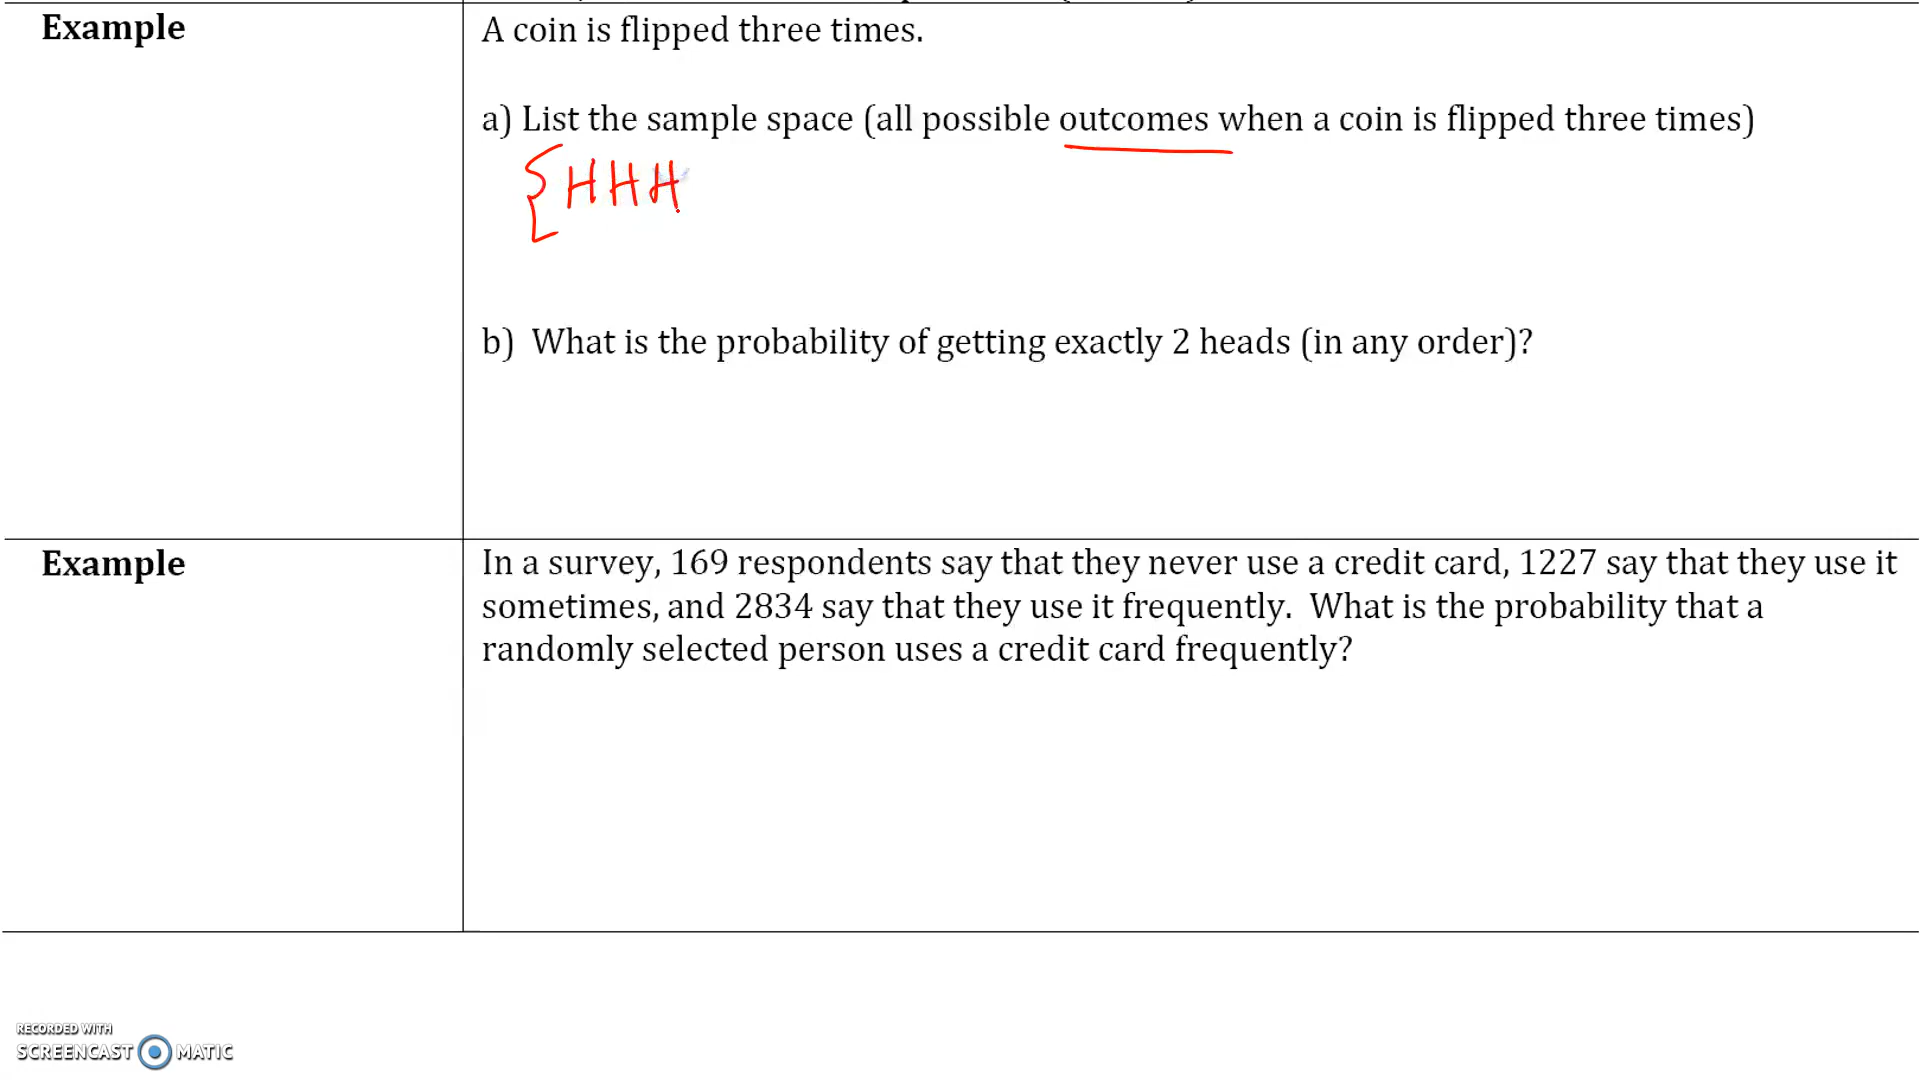 Example
A coin is flipped three times.
a) List the sample space (all possible outcomes when a coin is flipped three times)
{ H H H
b)  What is the probability of getting exactly 2 heads (in any order)?
Example
In a survey, 169 respondents say that they never use a credit card, 1227 say that they use it
sometimes, and 2834 say that they use it frequently.  What is the probability that a
randomly selected person uses a credit card frequently?
RECORDED WITH
SCREENCAST MATIC